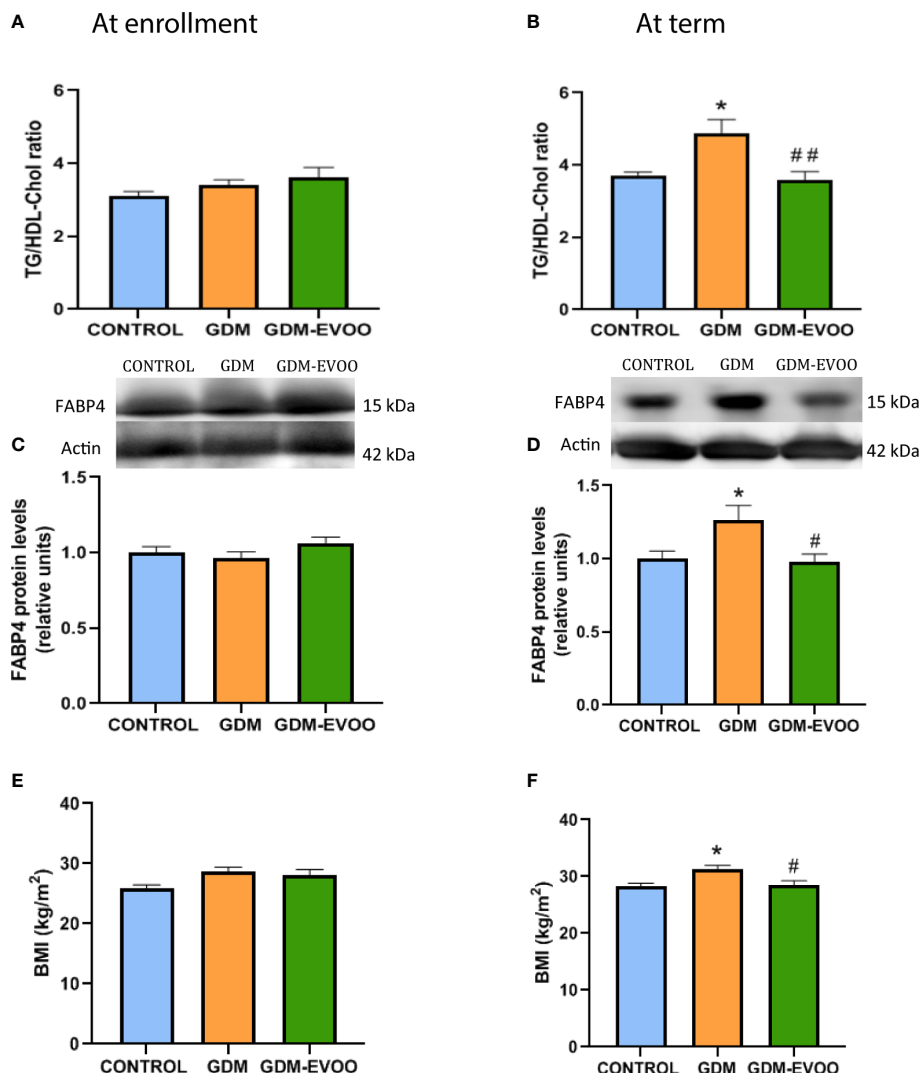 A At enrollment
B At term
TG/HDL-Chol ratio
6
4
2
0
CONTROL GDM GDM-EVOO
TG/HDL-Chol ratio
6
4
2
0
*
##
CONTROL GDM GDM-EVOO
CONTROL GDM GDM-EVOO
FABP4 15 kDa
C Actin 42 kDa
FABP4 protein levels
(relative units)
1.5
1.0
0.5
0.0
CONTROL GDM GDM-EVOO
CONTROL GDM GDM-EVOO
FABP4 15 kDa
D Actin 42 kDa
FABP4 protein levels
(relative units)
1.5
1.0
0.5
0.0
*
#
CONTROL GDM GDM-EVOO
E
BMI (kg/m²)
40
30
20
10
0
CONTROL GDM GDM-EVOO
F
BMI (kg/m²)
40
30
20
10
0
*
#
CONTROL GDM GDM-EVOO